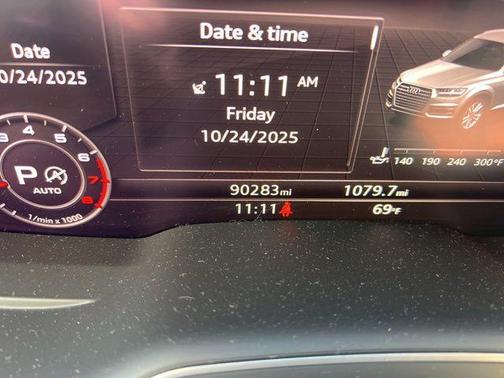 Date & time
Date
10/24/2025
11:11 AM
Friday
10/24/2025
140 190 240 300°F
3 4 5 6 7 8
P
AUTO
1/min x 1000
90283mi 1079.7mi
11:11 69°F